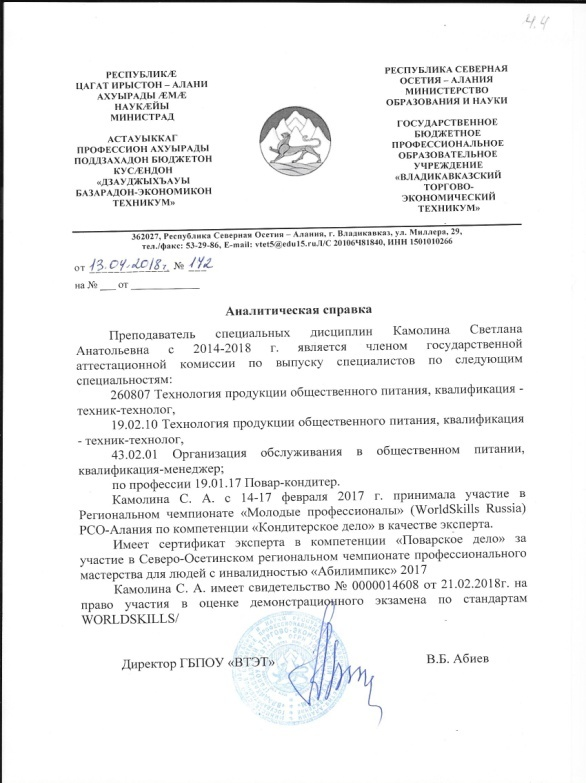 4.4
РЕСПУБЛИКÆ
ЦАГАТ ИРЫСТОН – АЛАНИ
АХУЫРАДЫ ÆМÆ
НАУКÆЙЫ
МИНИСТРАД
АСТАУЫККАГ
ПРОФЕССИОН АХУЫРАДЫ
ПОДДЗАХАДОН БЮДЖЕТОН
КУСÆНДОН
«ДЗАУДЖЫХЪАУЫ
БАЗАРАДОН-ЭКОНОМИКОН
ТЕХНИКУМ»
РЕСПУБЛИКА СЕВЕРНАЯ
ОСЕТИЯ – АЛАНИЯ
МИНИСТЕРСТВО
ОБРАЗОВАНИЯ И НАУКИ
ГОСУДАРСТВЕННОЕ
БЮДЖЕТНОЕ
ПРОФЕССИОНАЛЬНОЕ
ОБРАЗОВАТЕЛЬНОЕ
УЧРЕЖДЕНИЕ
«ВЛАДИКАВКАЗСКИЙ
ТОРГОВО-
ЭКОНОМИЧЕСКИЙ
ТЕХНИКУМ»
362027, Республика Северная Осетия – Алания, г. Владикавказ, ул. Миллера, 29,
тел./факс: 53-29-86, E-mail: vtet5@edu15.ruЛ/С 20106Ч81840, ИНН 1501010266
от 13.04.2018г. № 142
на № ___ от ____________
Аналитическая справка
Преподаватель специальных дисциплин Камолина Светлана
Анатольевна с 2014-2018 г. является членом государственной
аттестационной комиссии по выпуску специалистов по следующим
специальностям:
260807 Технология продукции общественного питания, квалификация -
техник-технолог,
19.02.10 Технология продукции общественного питания, квалификация
- техник-технолог,
43.02.01 Организация обслуживания в общественном питании,
квалификация-менеджер;
по профессии 19.01.17 Повар-кондитер.
Камолина С. А. с 14-17 февраля 2017 г. принимала участие в
Региональном чемпионате «Молодые профессионалы» (WorldSkills Russia)
РСО-Алания по компетенции «Кондитерское дело» в качестве эксперта.
Имеет сертификат эксперта в компетенции «Поварское дело» за
участие в Северо-Осетинском региональном чемпионате профессионального
мастерства для людей с инвалидностью «Абилимпикс» 2017
Камолина С. А. имеет свидетельство № 0000014608 от 21.02.2018г. на
право участия в оценке демонстрационного экзамена по стандартам
WORLDSKILLS/
Директор ГБПОУ «ВТЭТ» В.Б. Абиев